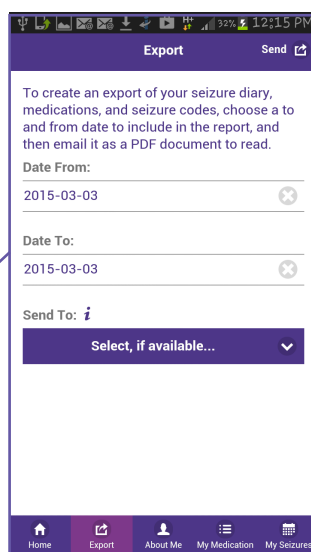 32% 12:15 PM
Export Send
To create an export of your seizure diary,
medications, and seizure codes, choose a to
and from date to include in the report, and
then email it as a PDF document to read.
Date From:
2015-03-03
Date To:
2015-03-03
Send To: i
Select, if available...
Home Export About Me My Medication My Seizures